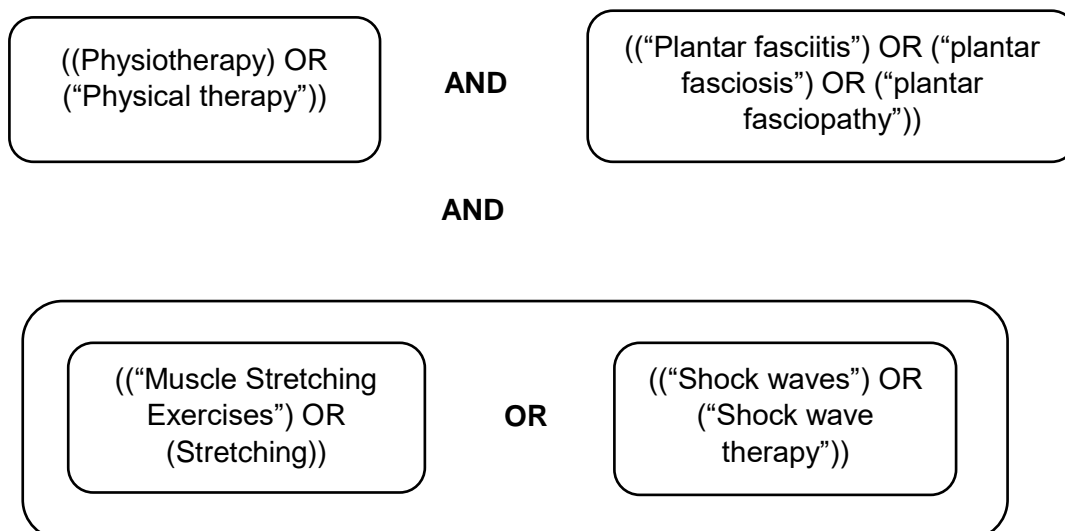 ((Physiotherapy) OR
(“Physical therapy”))
AND
((“Plantar fasciitis”) OR (“plantar
fasciosis”) OR (“plantar
fasciopathy”))
AND
((“Muscle Stretching
Exercises”) OR
(Stretching))
OR
((“Shock waves”) OR
(“Shock wave
therapy”))